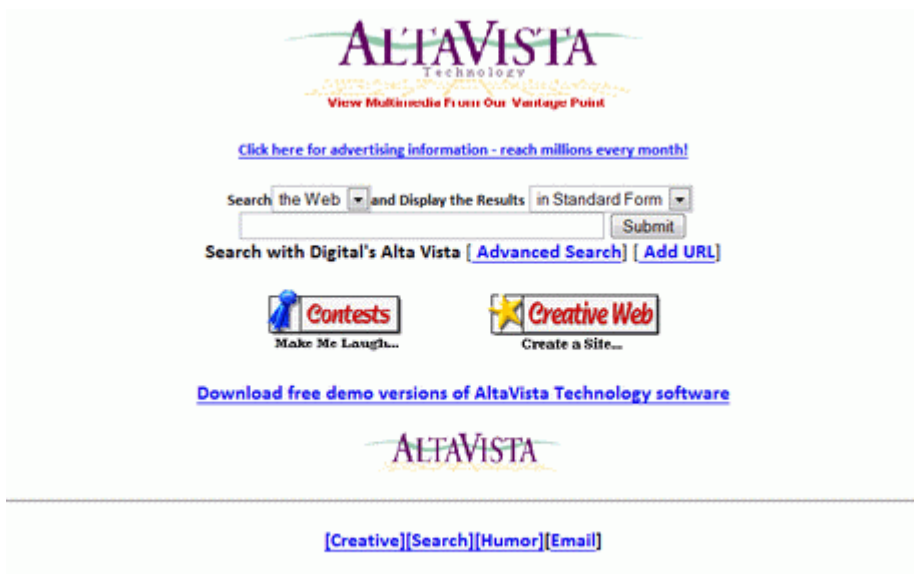 ALTAVISTA
Technology
View Multimedia From Our Vantage Point
Click here for advertising information - reach millions every month!
Search the Web and Display the Results in Standard Form
Submit
Search with Digital's Alta Vista [ Advanced Search] [ Add URL]
Contests Creative Web
Make Me Laugh... Create a Site...
Download free demo versions of AltaVista Technology software
ALTAVISTA
[Creative][Search][Humor][Email]